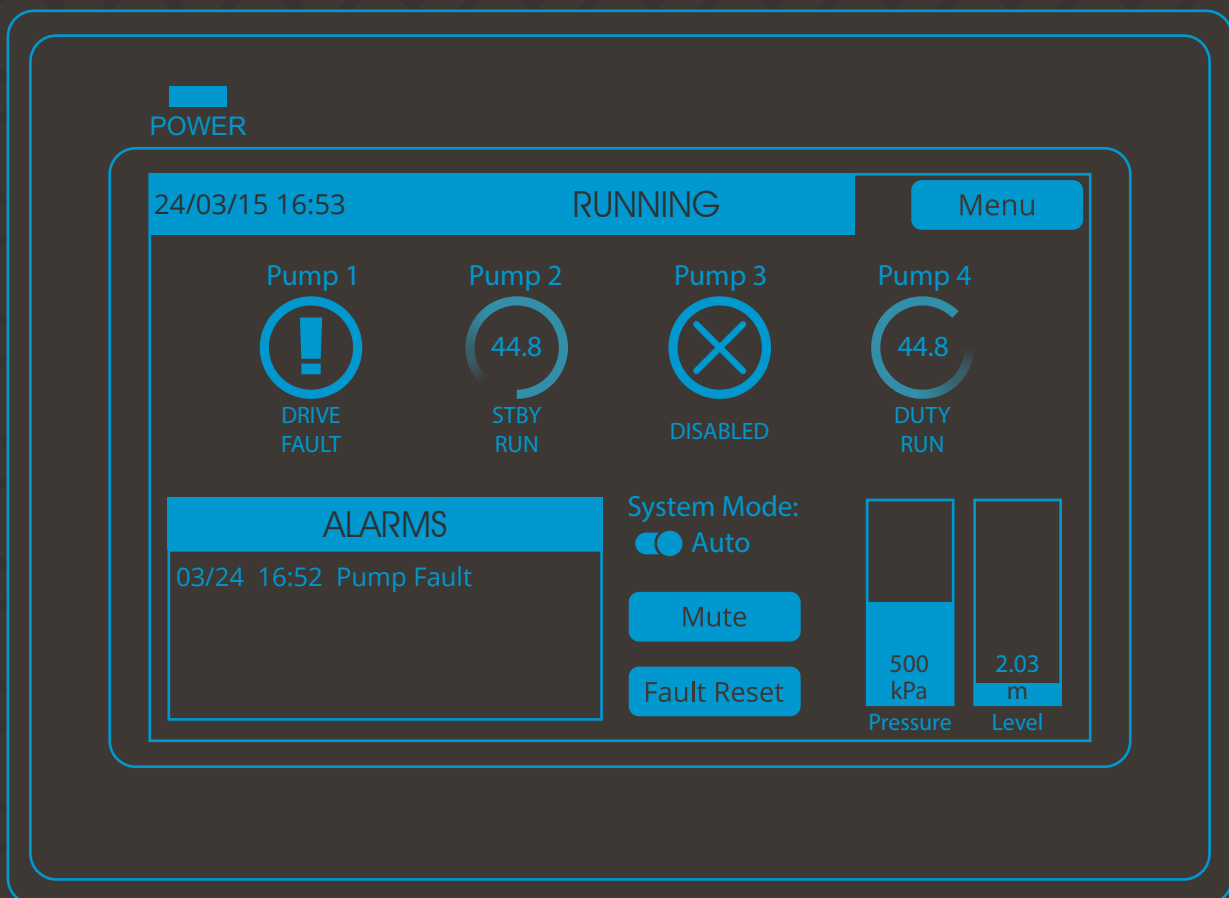 POWER
24/03/15 16:53
RUNNING
Menu
Pump 1
Pump 2
Pump 3
Pump 4
44.8
44.8
DRIVE
FAULT
STBY
RUN
DISABLED
DUTY
RUN
ALARMS
03/24 16:52 Pump Fault
System Mode:
Auto
Mute
Fault Reset
500
kPa
Pressure
2.03
m
Level